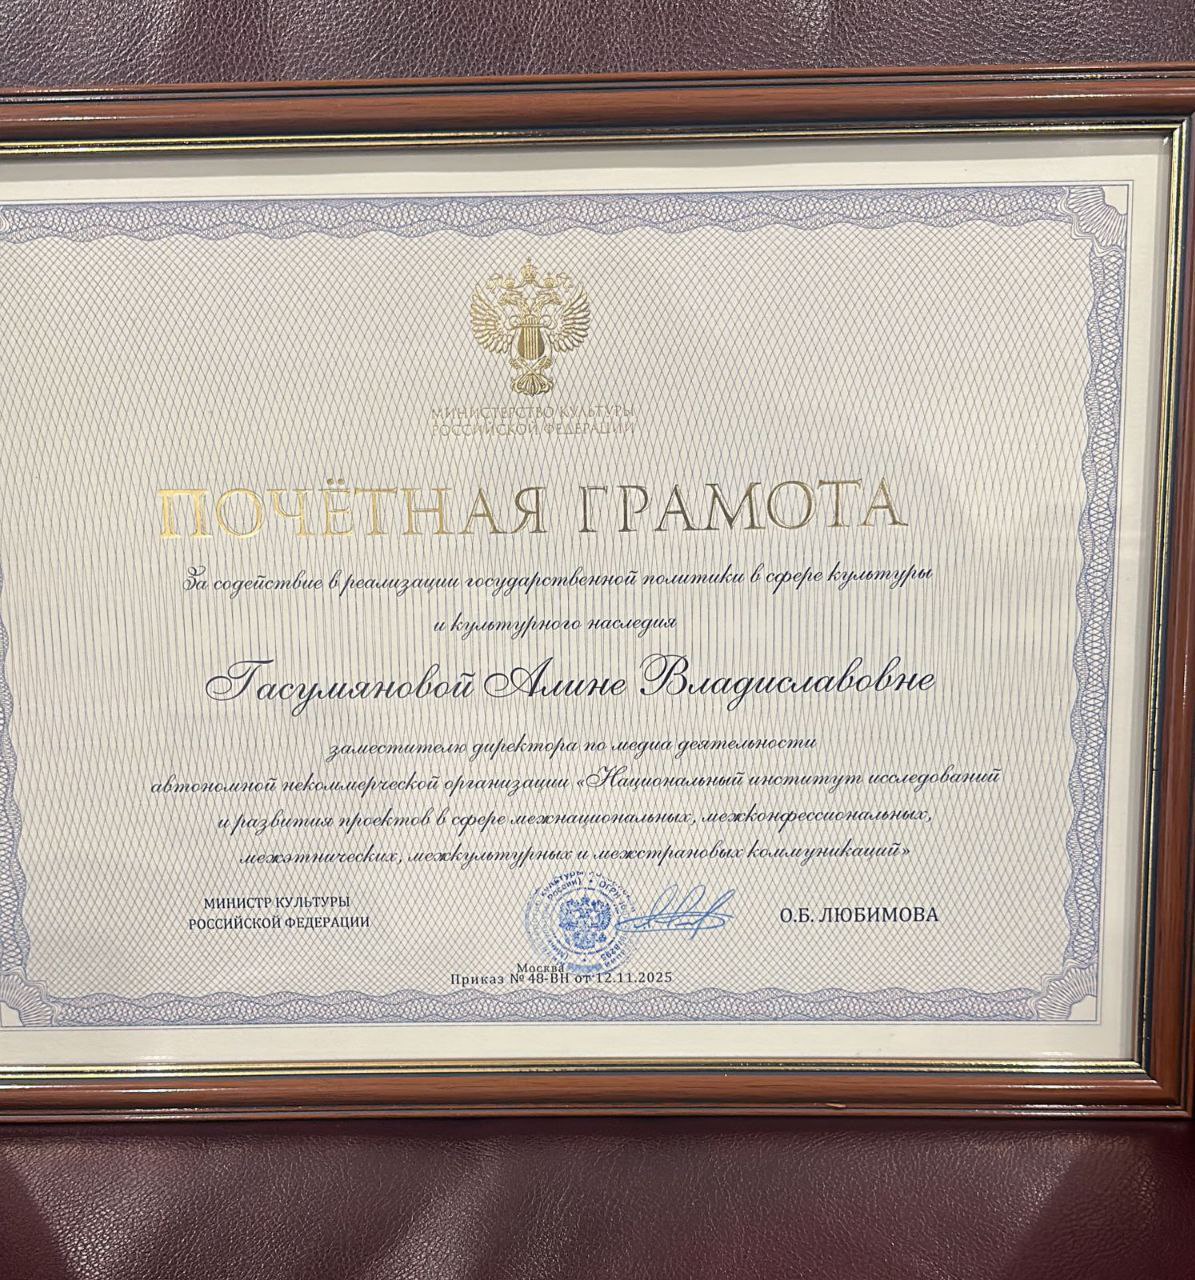 МИНИСТЕРСТВО КУЛЬТУРЫ
РОССИЙСКОЙ ФЕДЕРАЦИИ
ПОЧЁТНАЯ ГРАМОТА
За содействие в реализации государственной политики в сфере культуры
и культурного наследия
Гасумяновой Алине Владиславовне
заместителю директора по медиа деятельности
автономной некоммерческой организации «Национальный институт исследований
и развития проектов в сфере межнациональных, межконфессиональных,
межэтнических, межкультурных и межстрановых коммуникаций»
МИНИСТР КУЛЬТУРЫ
РОССИЙСКОЙ ФЕДЕРАЦИИ
О.Б. ЛЮБИМОВА
Москва
Приказ № 48-ВН от 12.11.2025